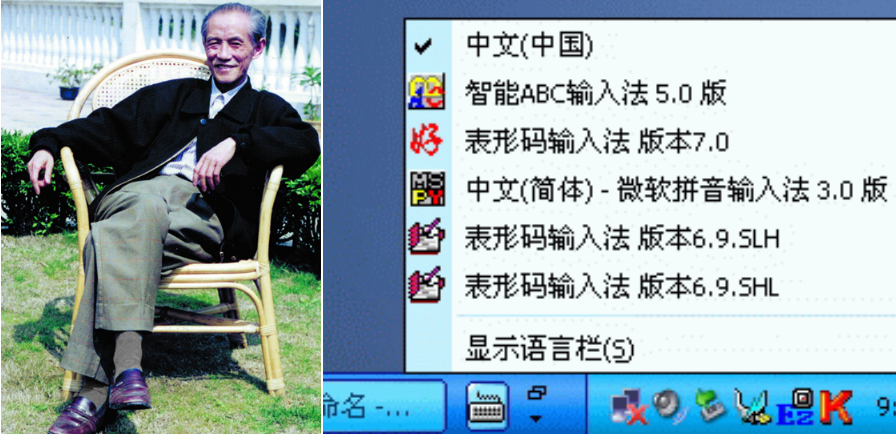 中文(中国)
智能ABC输入法 5.0 版
表形码输入法 版本7.0
中文(简体) - 微软拼音输入法 3.0 版
表形码输入法 版本6.9.SLH
表形码输入法 版本6.9.SHL
显示语言栏(S)
命名 -...
9: